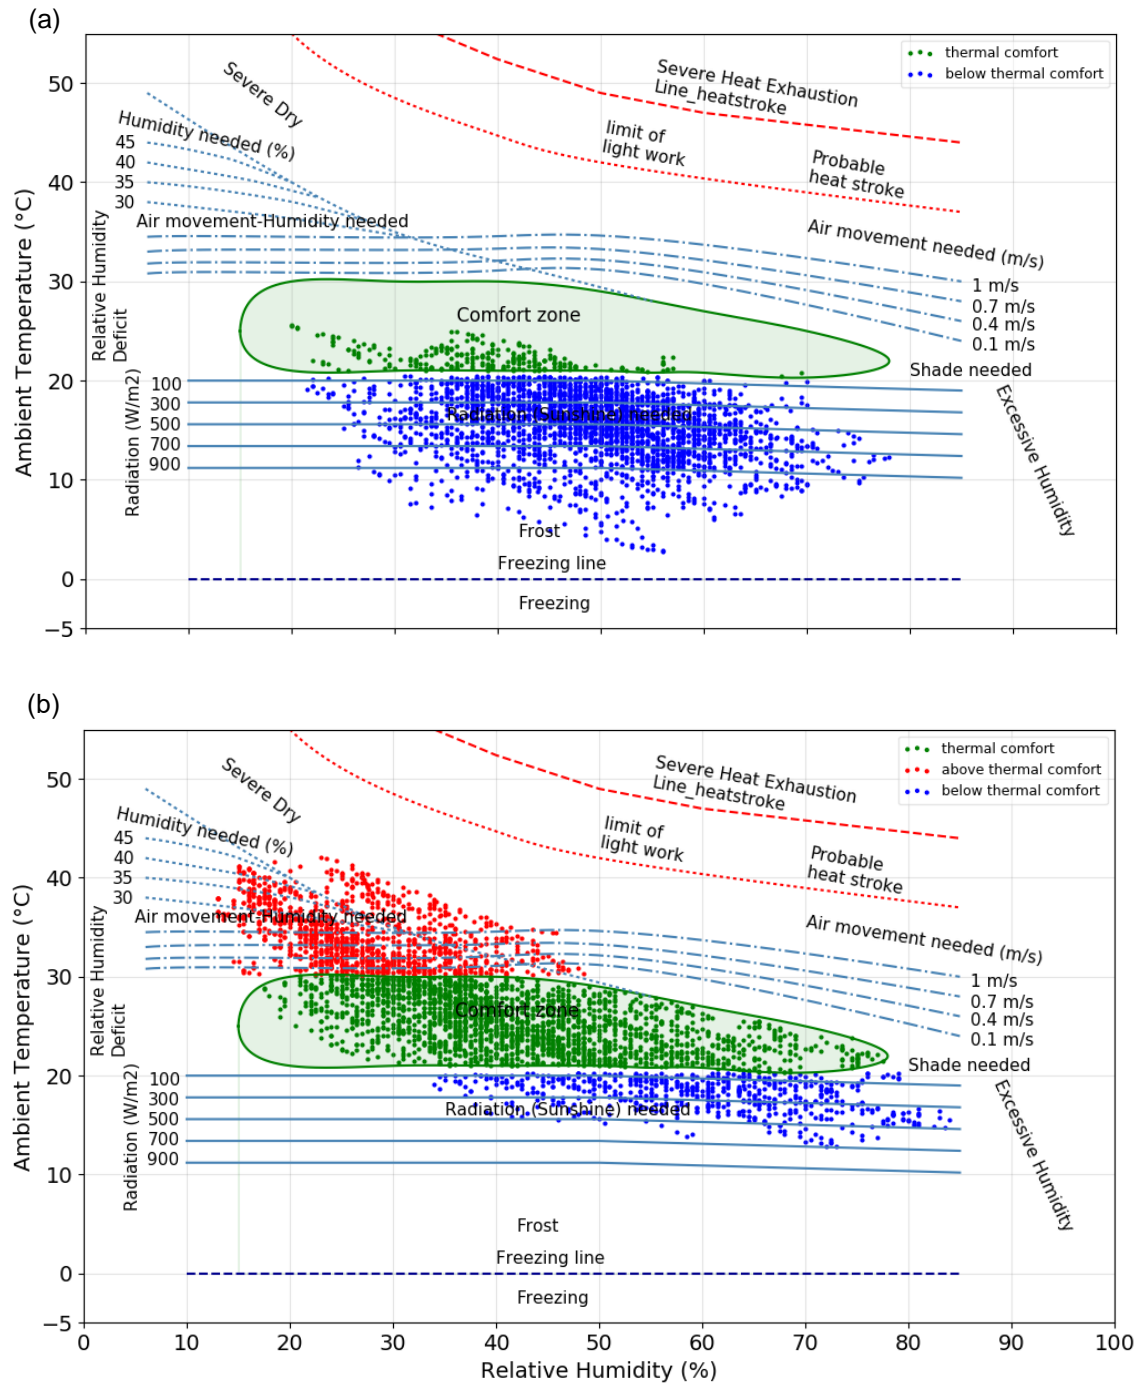 (a)
thermal comfort
below thermal comfort
Severe Dry
Severe Heat Exhaustion
Line_heatstroke
Humidity needed (%)
limit of
light work
Probable
heat stroke
45
40
35
30
Air movement-Humidity needed
Air movement needed (m/s)
1 m/s
0.7 m/s
0.4 m/s
0.1 m/s
Relative Humidity
Deficit
Comfort zone
Shade needed
Radiation (W/m2)
100
300
500
700
900
Radiation (Sunshine) needed
Excessive Humidity
Frost
Freezing line
Freezing
Ambient Temperature (°C)
50
40
30
20
10
0
−5
(b)
thermal comfort
above thermal comfort
below thermal comfort
Severe Dry
Severe Heat Exhaustion
Line_heatstroke
Humidity needed (%)
limit of
light work
Probable
heat stroke
45
40
35
30
Air movement-Humidity needed
Air movement needed (m/s)
1 m/s
0.7 m/s
0.4 m/s
0.1 m/s
Relative Humidity
Deficit
Comfort zone
Shade needed
Radiation (W/m2)
100
300
500
700
900
Radiation (Sunshine) needed
Excessive Humidity
Frost
Freezing line
Freezing
Ambient Temperature (°C)
50
40
30
20
10
0
−5
0 10 20 30 40 50 60 70 80 90 100
Relative Humidity (%)